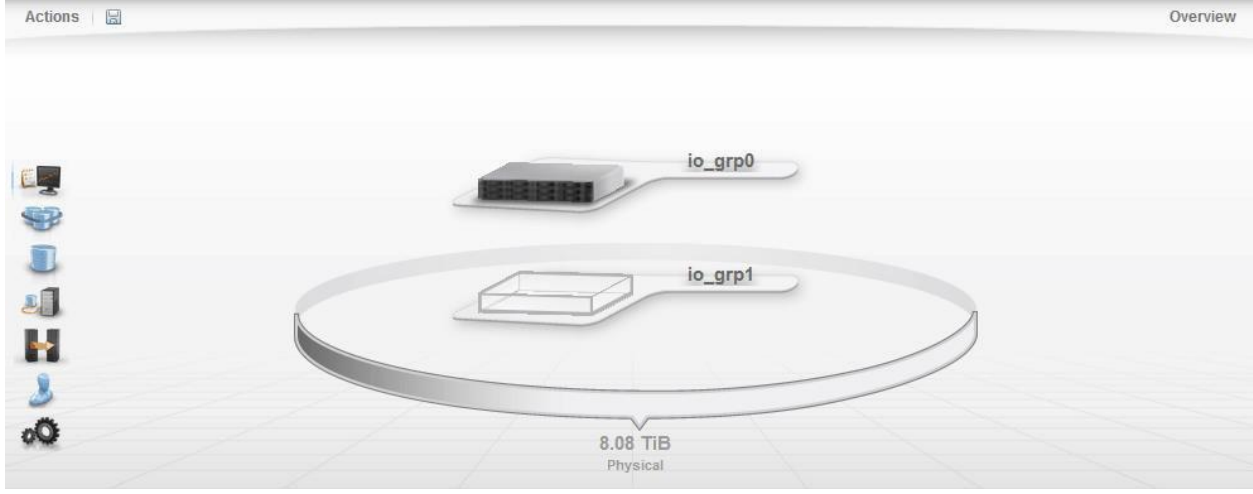 Actions
Overview
io_grp0
io_grp1
8.08 TiB
Physical